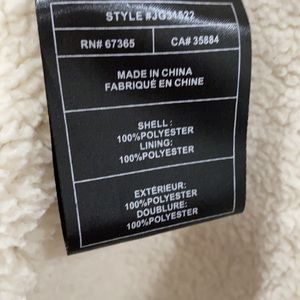 STYLE #JG34522
RN# 67365 CA# 35884
MADE IN CHINA
FABRIQUÉ EN CHINE
SHELL :
100%POLYESTER
LINING:
100%POLYESTER
EXTÉRIEUR:
100%POLYESTER
DOUBLURE:
100%POLYESTER